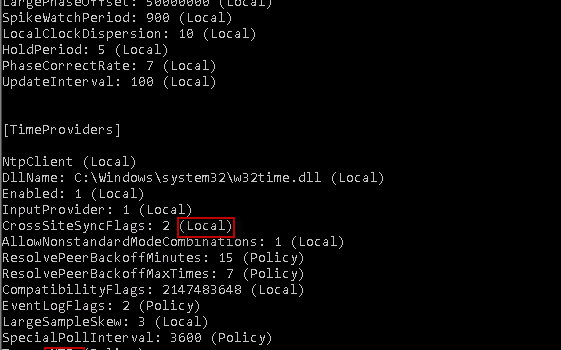 LargePhaseOffset: 50000000 (Local)
SpikeWatchPeriod: 900 (Local)
LocalClockDispersion: 10 (Local)
HoldPeriod: 5 (Local)
PhaseCorrectRate: 7 (Local)
UpdateInterval: 100 (Local)
[TimeProviders]
NtpClient (Local)
DllName: C:\Windows\system32\w32time.dll (Local)
Enabled: 1 (Local)
InputProvider: 1 (Local)
CrossSiteSyncFlags: 2 (Local)
AllowNonstandardModeCombinations: 1 (Local)
ResolvePeerBackoffMinutes: 15 (Policy)
ResolvePeerBackoffMaxTimes: 7 (Policy)
CompatibilityFlags: 2147483648 (Local)
EventLogFlags: 2 (Policy)
LargeSampleSkew: 3 (Local)
SpecialPollInterval: 3600 (Policy)